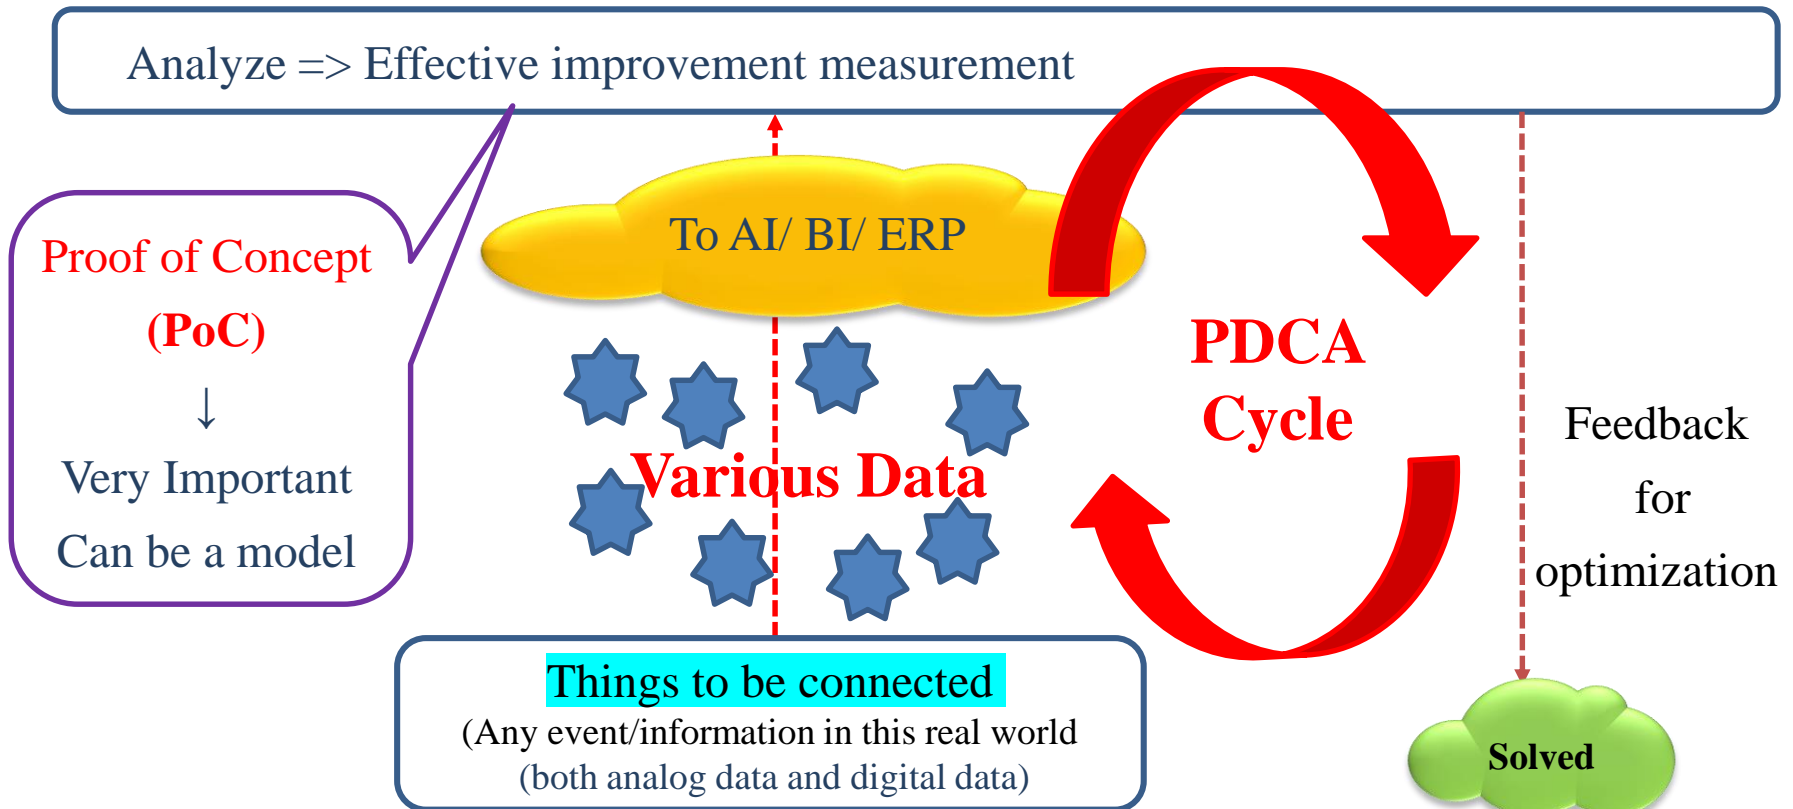 Analyze => Effective improvement measurement
To AI/ BI/ ERP
Proof of Concept
(PoC)
↓
Very Important
Can be a model
Various Data
PDCA
Cycle
Feedback
for
optimization
Things to be connected
(Any event/information in this real world
(both analog data and digital data)
Solved